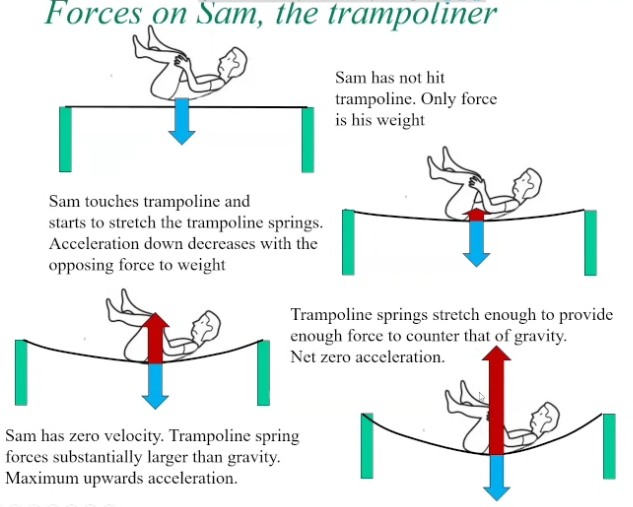 Forces on Sam, the trampoliner
Sam has not hit
trampoline. Only force
is his weight
Sam touches trampoline and
starts to stretch the trampoline springs.
Acceleration down decreases with the
opposing force to weight
Trampoline springs stretch enough to provide
enough force to counter that of gravity.
Net zero acceleration.
Sam has zero velocity. Trampoline spring
forces substantially larger than gravity.
Maximum upwards acceleration.